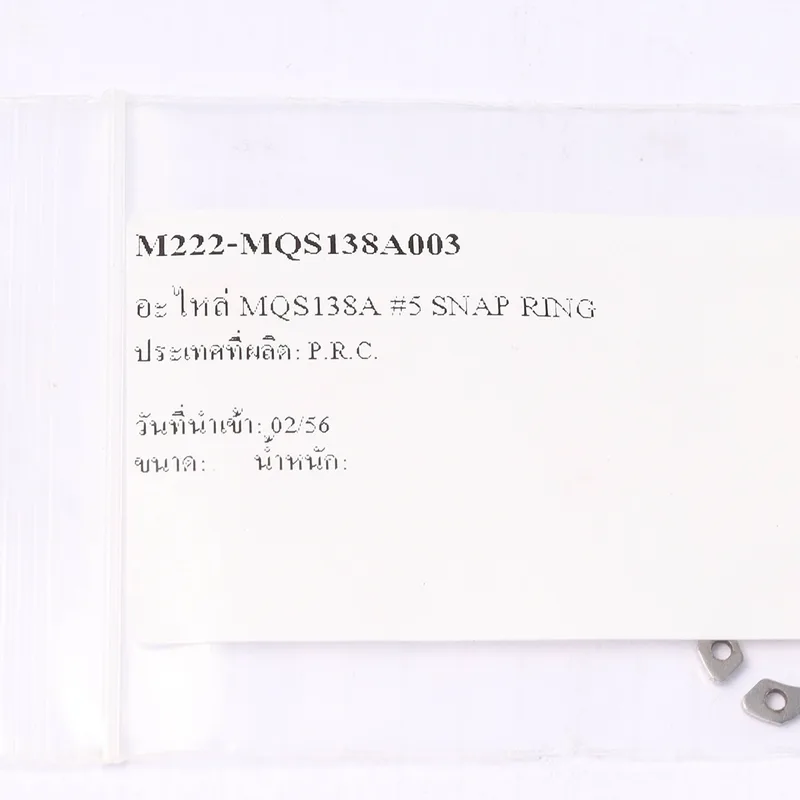 M222-MQS138A003
อะไหล่ MQS138A #5 SNAP RING
ประเทศที่ผลิต: P.R.C.
วันที่นำเข้า: 02/56
ขนาด: น้ำหนัก: